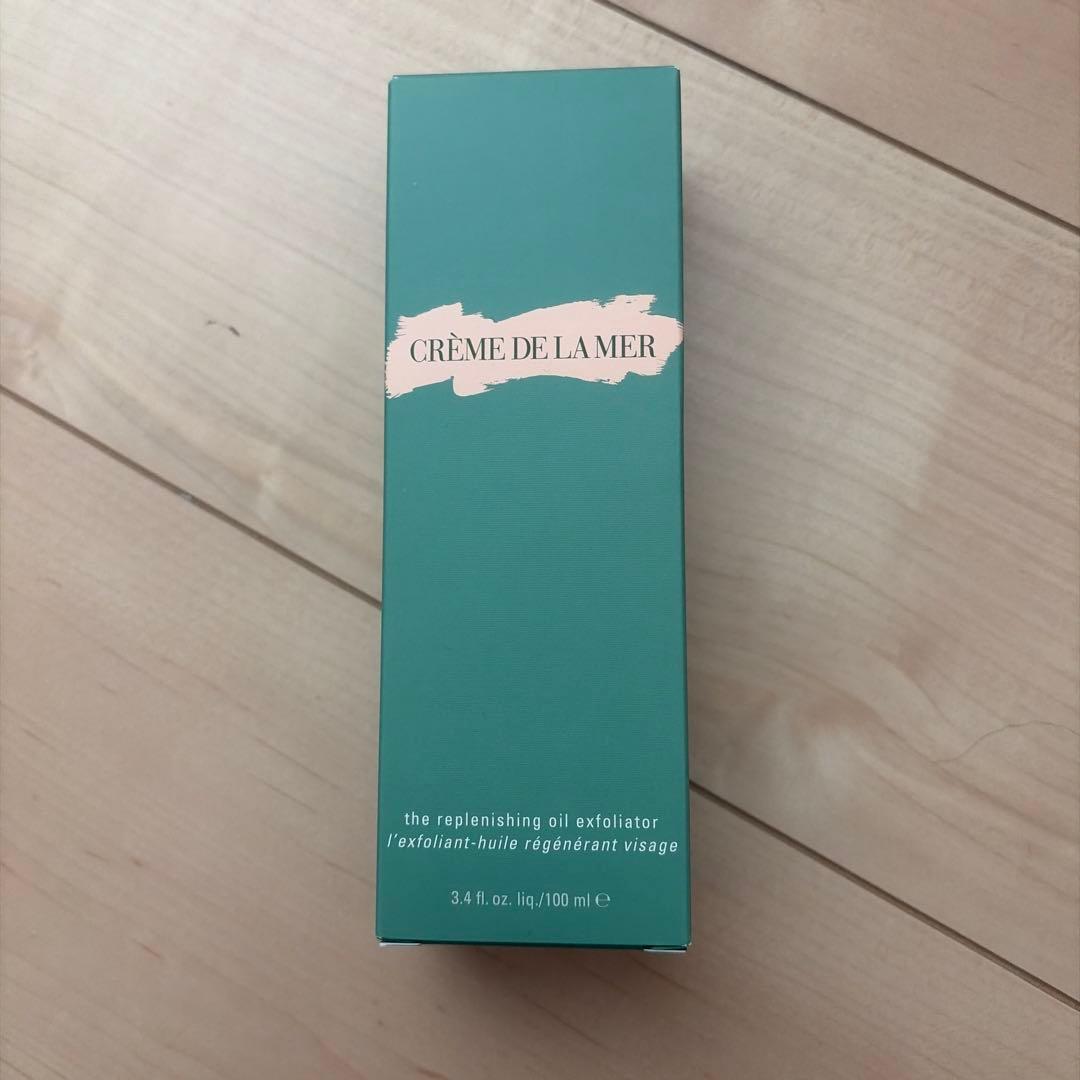 CRÈME DE LA MER
the replenishing oil exfoliator
l'exfoliant-huile régénérant visage
3.4 fl. oz. liq./100 ml ℮